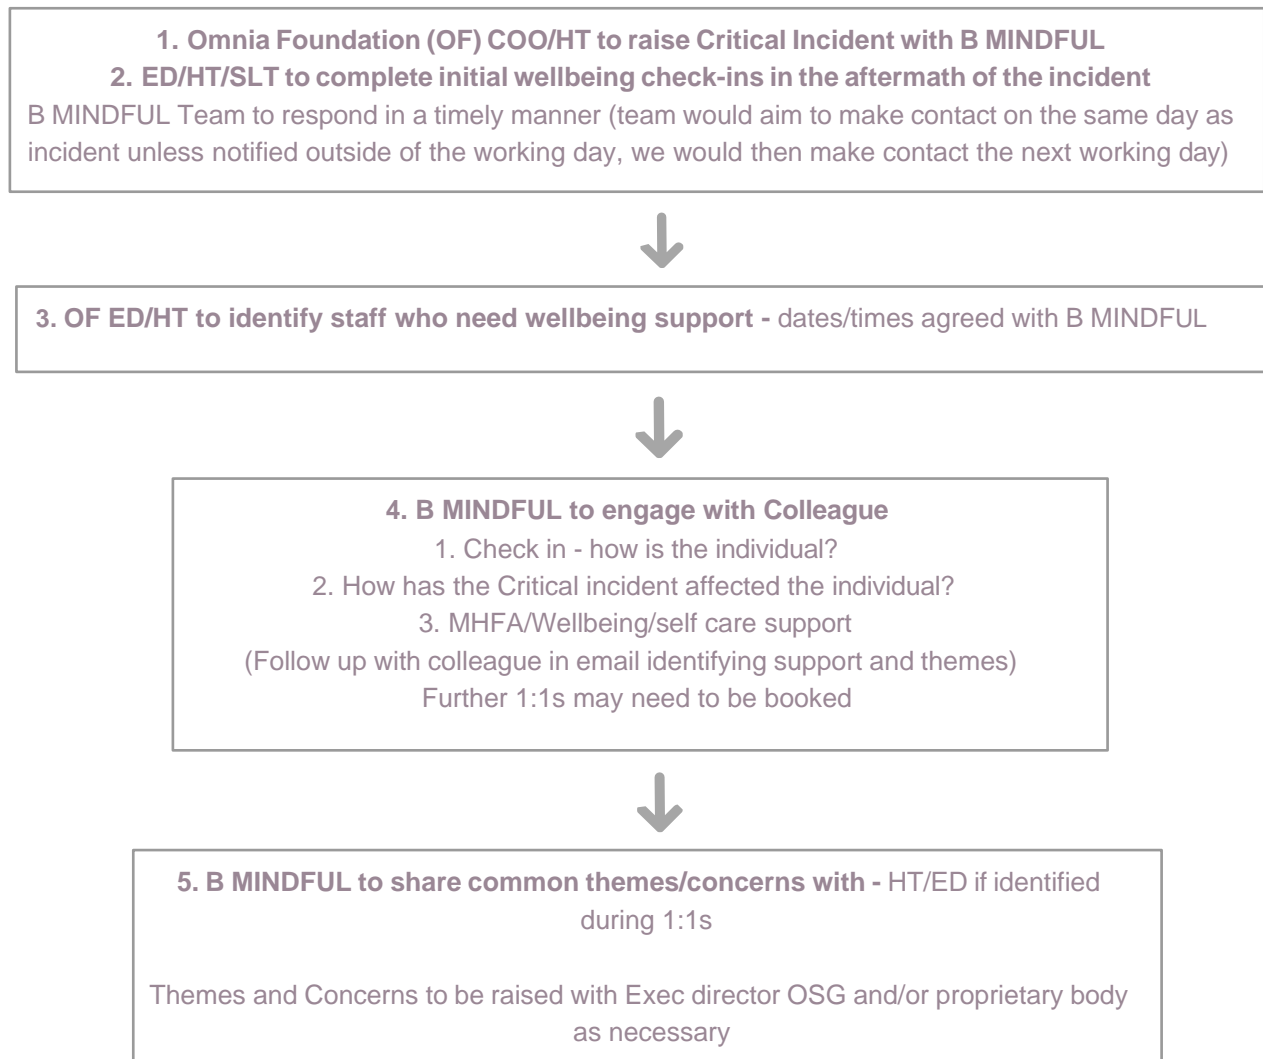 1. Omnia Foundation (OF) COO/HT to raise Critical Incident with B MINDFUL
2. ED/HT/SLT to complete initial wellbeing check-ins in the aftermath of the incident
B MINDFUL Team to respond in a timely manner (team would aim to make contact on the same day as
incident unless notified outside of the working day, we would then make contact the next working day)
3. OF ED/HT to identify staff who need wellbeing support - dates/times agreed with B MINDFUL
4. B MINDFUL to engage with Colleague
1. Check in - how is the individual?
2. How has the Critical incident affected the individual?
3. MHFA/Wellbeing/self care support
(Follow up with colleague in email identifying support and themes)
Further 1:1s may need to be booked
5. B MINDFUL to share common themes/concerns with - HT/ED if identified
during 1:1s
Themes and Concerns to be raised with Exec director OSG and/or proprietary body
as necessary